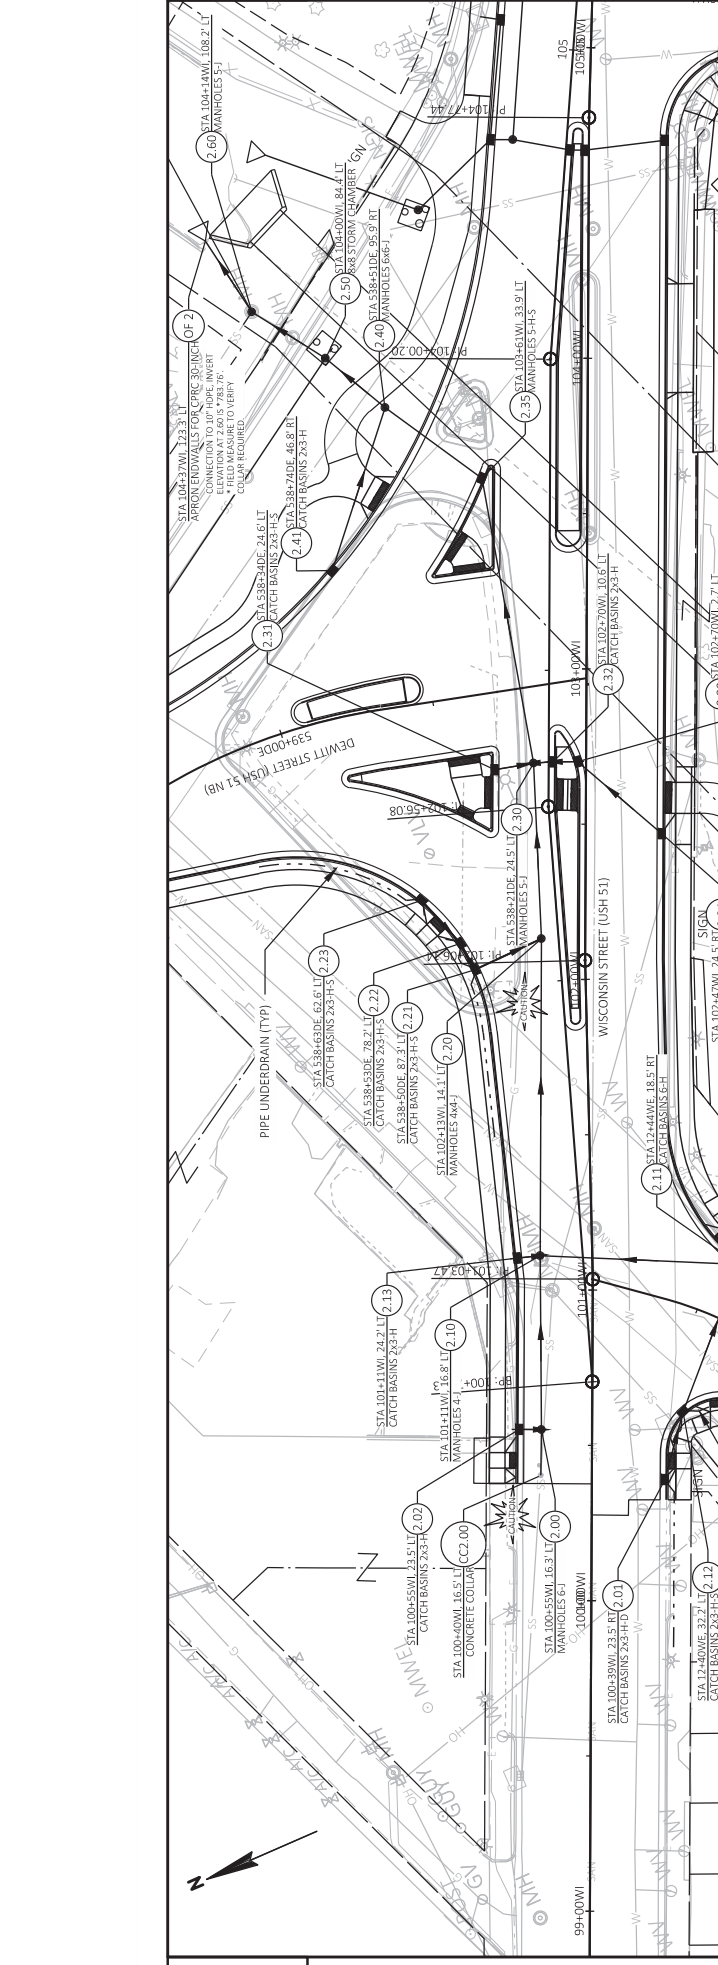 STA 104+14WI, 108.2' LT
MANHOLES 5-J
2.60
105
105+00WI
PI: 104+77.44
STA 104+00WI, 84.4' LT
8x8 STORM CHAMBER
2.50
STA 538+51DE, 95.9' RT
MANHOLES 6x6-J
2.40
PI: 104+00.20
OF 2
STA 104+37WI, 123.3' LT
APRON ENDWALLS FOR CPRC 30-INCH
CONNECTION TO 10" HDPE, INVERT
ELEVATION AT 2.60 IS *783.76'.
* FIELD MEASURE TO VERIFY
COLLAR REQUIRED.
STA 103+61WI, 33.9' LT
MANHOLES 5-H-S
2.35
104+00WI
STA 538+74DE, 46.8' RT
CATCH BASINS 2x3-H
2.41
STA 538+34DE, 24.6' LT
CATCH BASINS 2x3-H-S
2.31
STA 102+70WI, 10.6' LT
CATCH BASINS 2x3-H
2.32
STA 102+70WI, 2.7' LT
103+00WI
539+00DE
DEWITT STREET (USH 51 NB)
PI: 102+56.08
2.30
STA 538+21DE, 24.5' LT
MANHOLES 5-J
WISCONSIN STREET (USH 51)
102+00WI
SIGN
STA 102+47WI, 24.5' RT
CAUTION
PIPE UNDERDRAIN (TYP)
2.23
STA 538+63DE, 62.6' LT
CATCH BASINS 2x3-H-S
2.22
STA 538+53DE, 78.2' LT
CATCH BASINS 2x3-H-S
2.21
STA 538+50DE, 87.3' LT
CATCH BASINS 2x3-H-S
2.20
STA 102+13WI, 14.1' LT
MANHOLES 4x4-J
STA 12+44WE, 18.5' RT
CATCH BASINS 6-H
2.11
PI: 101+03.47
101+00WI
2.13
STA 101+11WI, 24.2' LT
CATCH BASINS 2x3-H
2.10
STA 101+11WI, 16.8' LT
MANHOLES 4-J
BP: 100+
CAUTION
SIGN
2.02
STA 100+55WI, 23.5' LT
CATCH BASINS 2x3-H
CC2.00
STA 100+40WI, 16.5' LT
CONCRETE COLLAR
2.00
STA 100+55WI, 16.3' LT
MANHOLES 6-J
100+00WI
2.01
STA 100+39WI, 23.5' RT
CATCH BASINS 2x3-H-D
2.12
STA 12+40WE, 32.2' LT
CATCH BASINS 2x3-H-S
MWEL
MH
GUY
GV
POST
MH
N
99+00WI